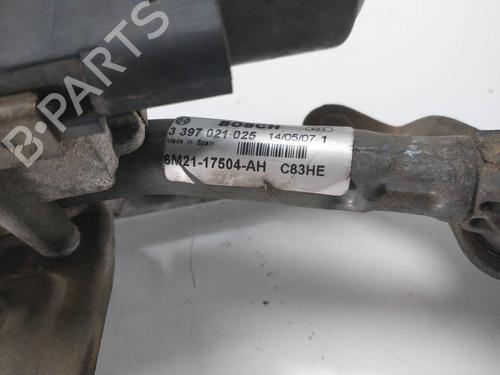 B-PARTS
BOSCH
3 397 021 025 14/05/07 1
Made in Spain
6M21-17504-AH C83HE